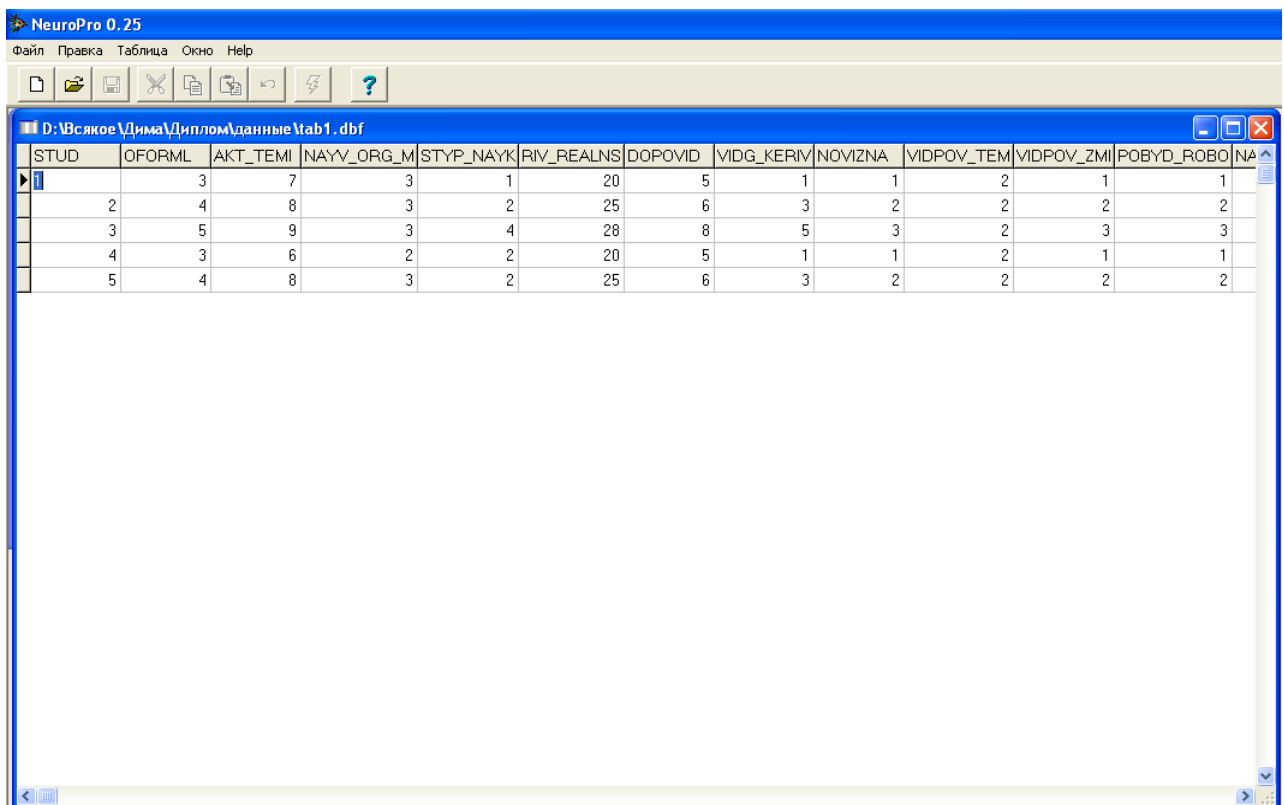 NeuroPro 0.25
Файл Правка Таблица Окно Help
D:\Всякое\Дима\Диплом\данные\tab1.dbf
STUD OFORML AKT_TEMI NAYV_ORG_M STYP_NAYK RIV_REALNS DOPOVID VIDG_KERIV NOVIZNA VIDPOV_TEM VIDPOV_ZMI POBYD_ROBO NA
1 3 7 3 1 20 5 1 1 2 1 1
2 4 8 3 2 25 6 3 2 2 2 2
3 5 9 3 4 28 8 5 3 2 3 3
4 3 6 2 2 20 5 1 1 2 1 1
5 4 8 3 2 25 6 3 2 2 2 2